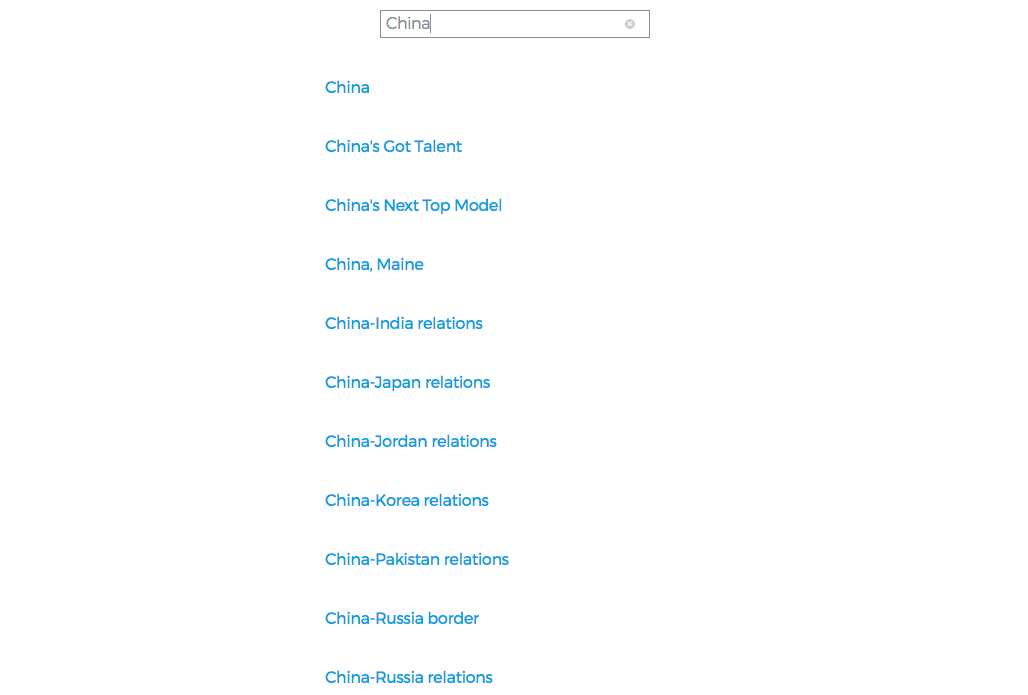 China
China
China's Got Talent
China's Next Top Model
China, Maine
China-India relations
China-Japan relations
China-Jordan relations
China-Korea relations
China-Pakistan relations
China-Russia border
China-Russia relations